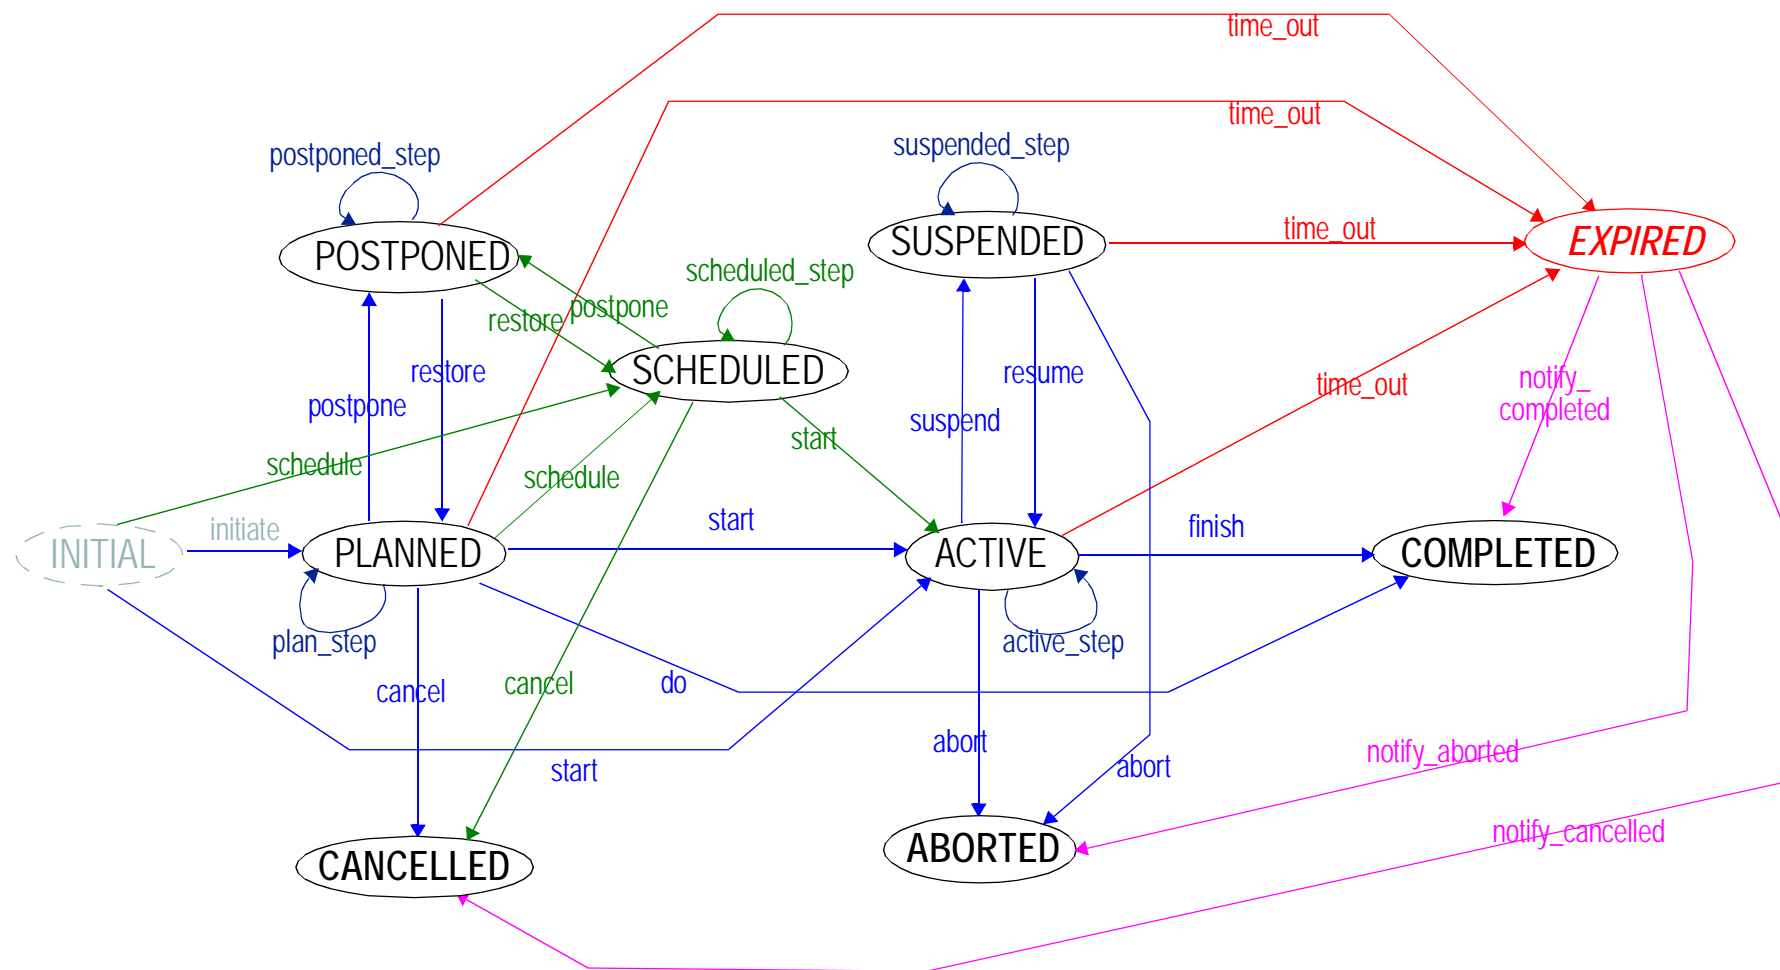 time_out
time_out
postponed_step
suspended_step
POSTPONED
SUSPENDED
time_out
EXPIRED
scheduled_step
restore
postpone
restore
SCHEDULED
resume
time_out
notify_
completed
postpone
suspend
start
schedule
schedule
start
finish
initiate
INITIAL
PLANNED
ACTIVE
COMPLETED
plan_step
active_step
cancel
cancel
do
abort
abort
notify_aborted
start
notify_cancelled
CANCELLED
ABORTED